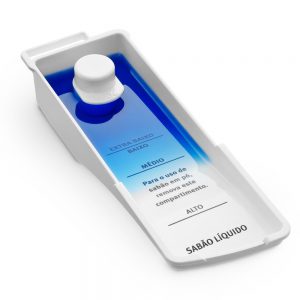 EXTRA BAIXO
BAIXO
MÉDIO
Para o uso de
sabão em pó,
remova este
compartimento.
ALTO
SABÃO LÍQUIDO